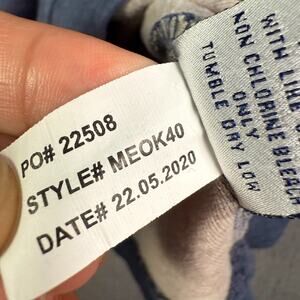 PO# 22508
STYLE# MEOK40
DATE# 22.05.2020
WITH LIKE
NON CHLORINE BLEACH
ONLY
TUMBLE DRY LOW